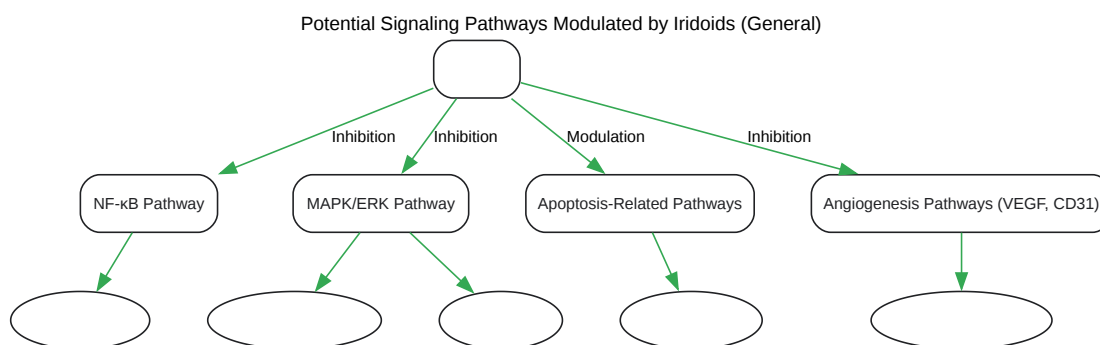 Potential Signaling Pathways Modulated by Iridoids (General)
Inhibition
Inhibition
Modulation
Inhibition
NF-κB Pathway
MAPK/ERK Pathway
Apoptosis-Related Pathways
Angiogenesis Pathways (VEGF, CD31)